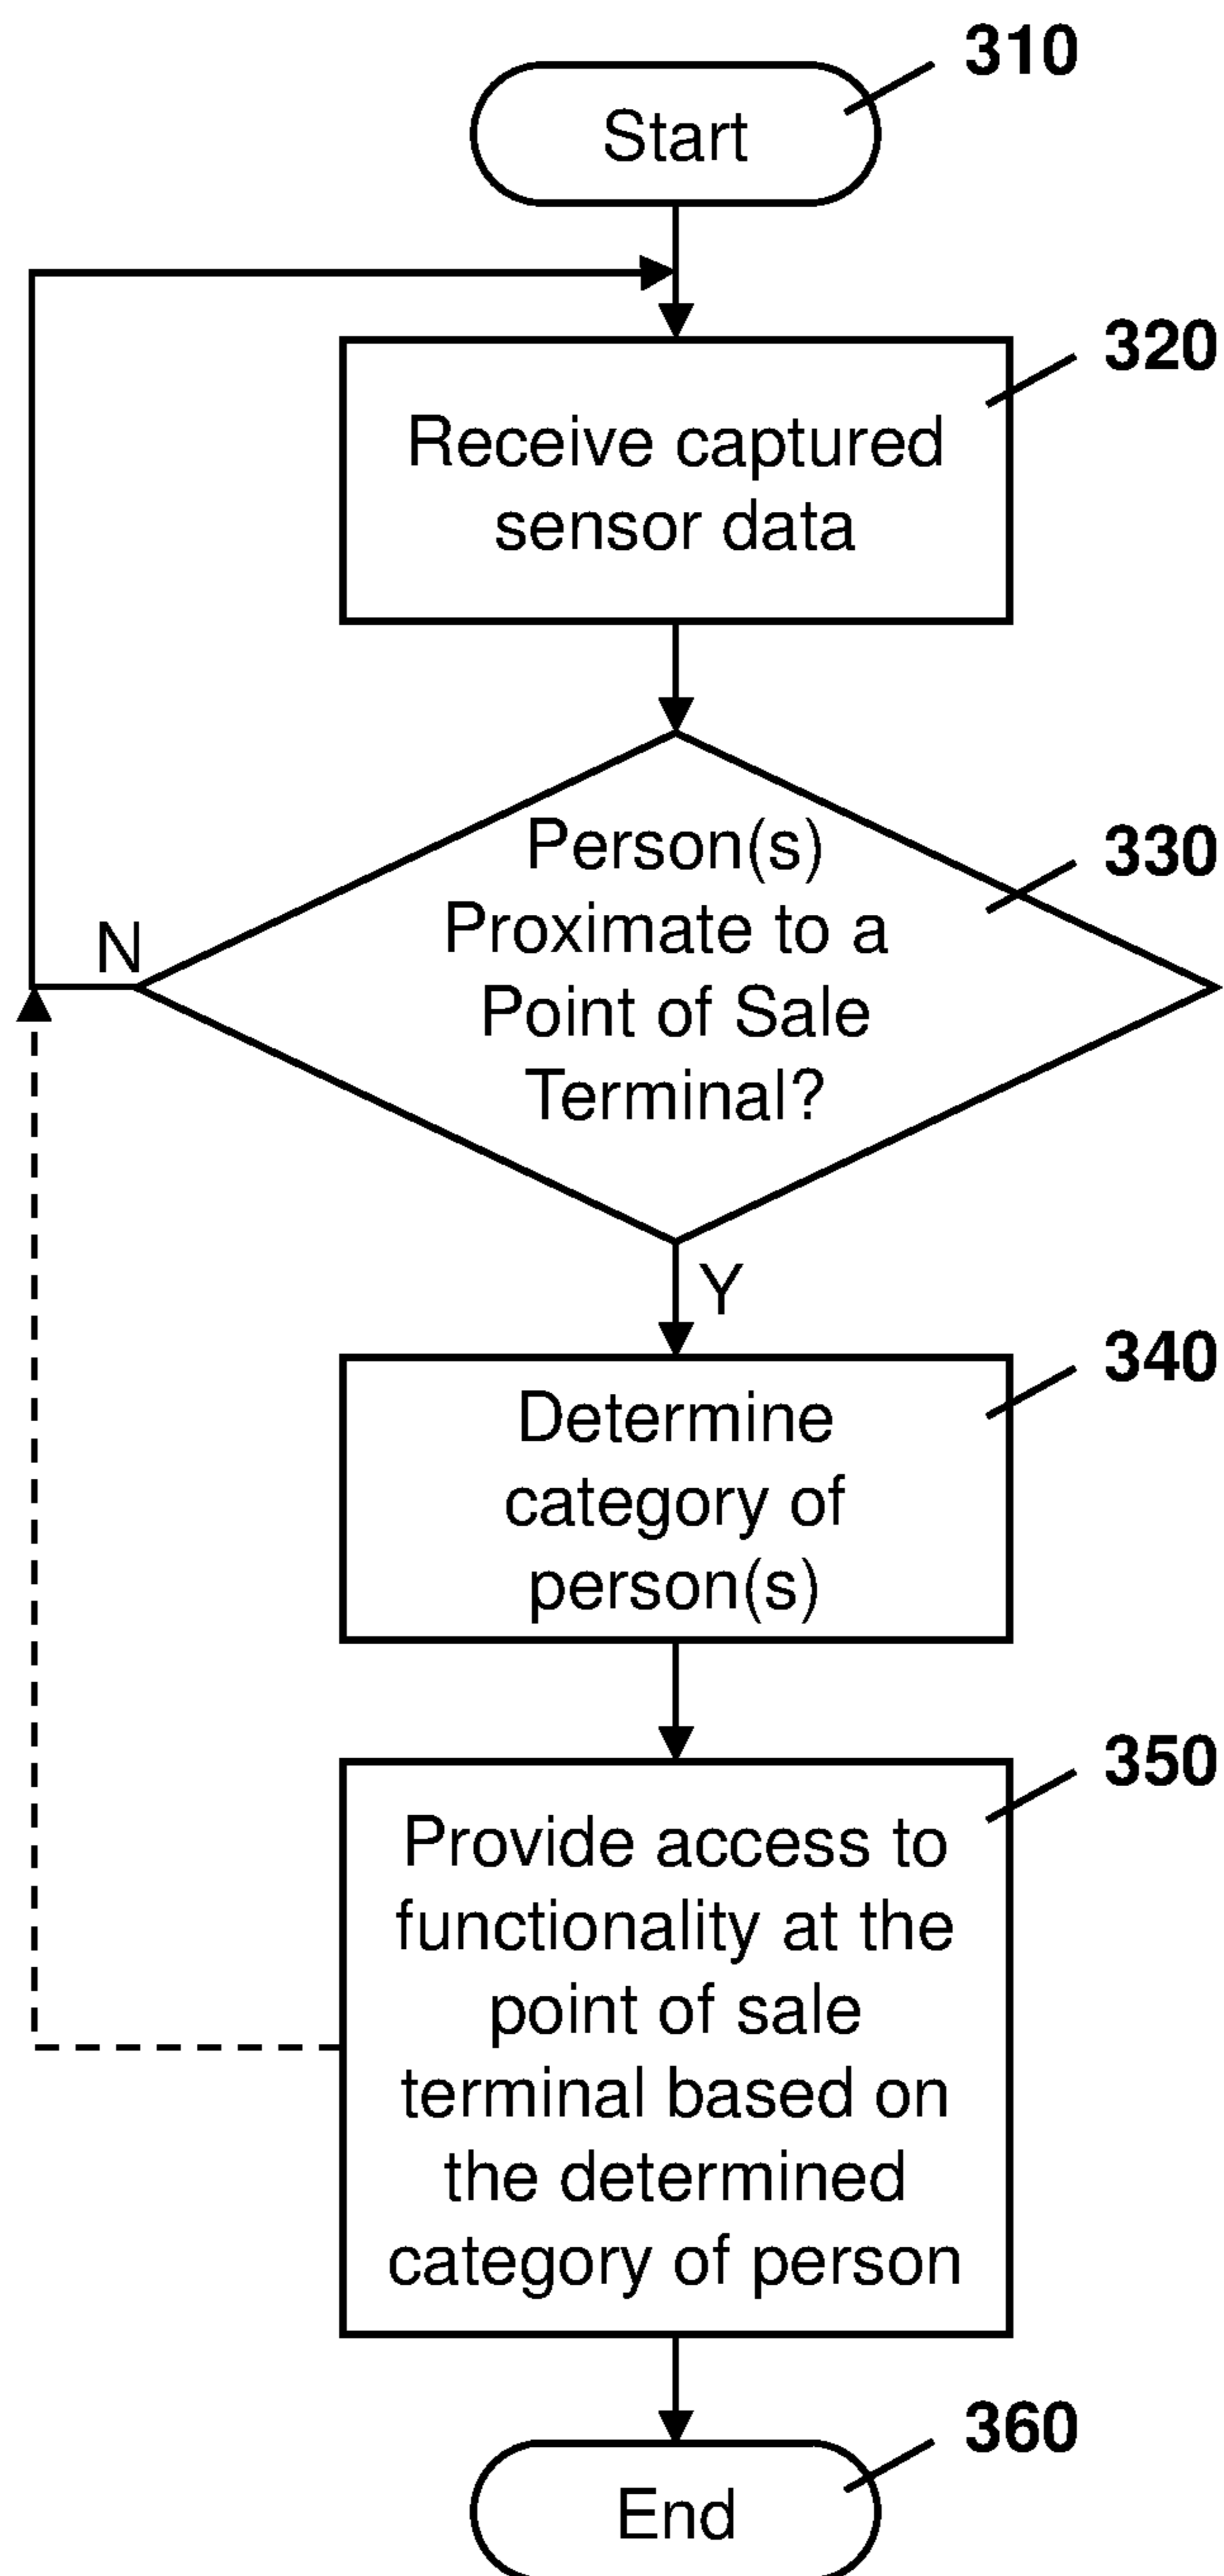 310
Start
320
Receive captured
sensor data
330
Person(s)
Proximate to a
Point of Sale
Terminal?
N
Y
340
Determine
category of
person(s)
350
Provide access to
functionality at the
point of sale
terminal based on
the determined
category of person
360
End